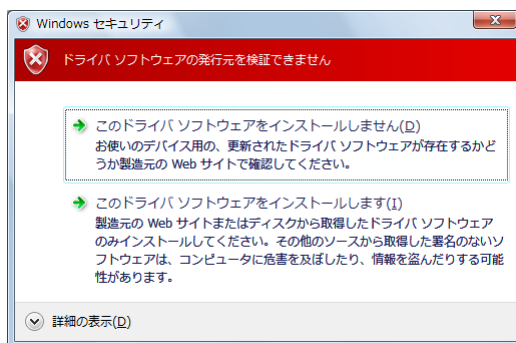 Windows セキュリティ
ドライバ ソフトウェアの発行元を検証できません
このドライバ ソフトウェアをインストールしません(D)
お使いのデバイス用の、更新されたドライバ ソフトウェアが存在するかど
うか製造元の Web サイトで確認してください。
このドライバ ソフトウェアをインストールします(I)
製造元の Web サイトまたはディスクから取得したドライバ ソフトウェア
のみインストールしてください。その他のソースから取得した署名のないソ
フトウェアは、コンピュータに危害を及ぼしたり、情報を盗んだりする可能
性があります。
詳細の表示(D)